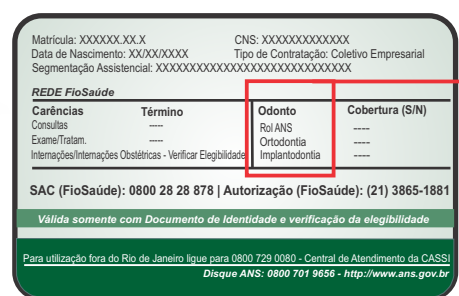 Matrícula: XXXXXX.XX.X CNS: XXXXXXXXXXXXX
Data de Nascimento: XX/XX/XXXX Tipo de Contratação: Coletivo Empresarial
Segmentação Assistencial: XXXXXXXXXXXXXXXXXXXXXXXXXXXXX
REDE FioSaúde
Carências Término Odonto Cobertura (S/N)
Consultas ----- Rol ANS ----
Exame/Tratam. ----- Ortodontia ----
Internações/Internações Obstétricas - Verificar Elegibilidade Implantodontia ----
SAC (FioSaúde): 0800 28 28 878 | Autorização (FioSaúde): (21) 3865-1881
Válida somente com Documento de Identidade e verificação da elegibilidade
Para utilização fora do Rio de Janeiro ligue para 0800 729 0080 - Central de Atendimento da CASSI
Disque ANS: 0800 701 9656 - http://www.ans.gov.br